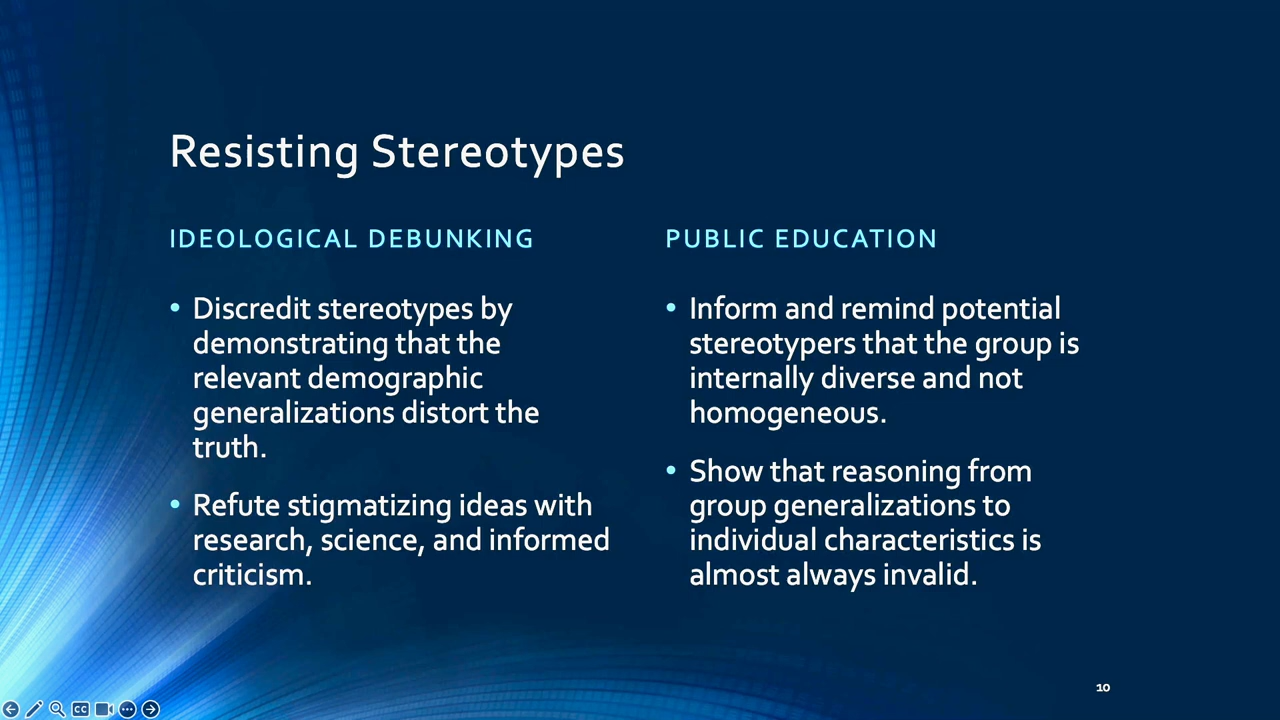 Resisting Stereotypes
IDEOLOGICAL DEBUNKING
• Discredit stereotypes by
demonstrating that the
relevant demographic
generalizations distort the
truth.
• Refute stigmatizing ideas with
research, science, and informed
criticism.
PUBLIC EDUCATION
• Inform and remind potential
stereotypers that the group is
internally diverse and not
homogeneous.
• Show that reasoning from
group generalizations to
individual characteristics is
almost always invalid.
10
CC